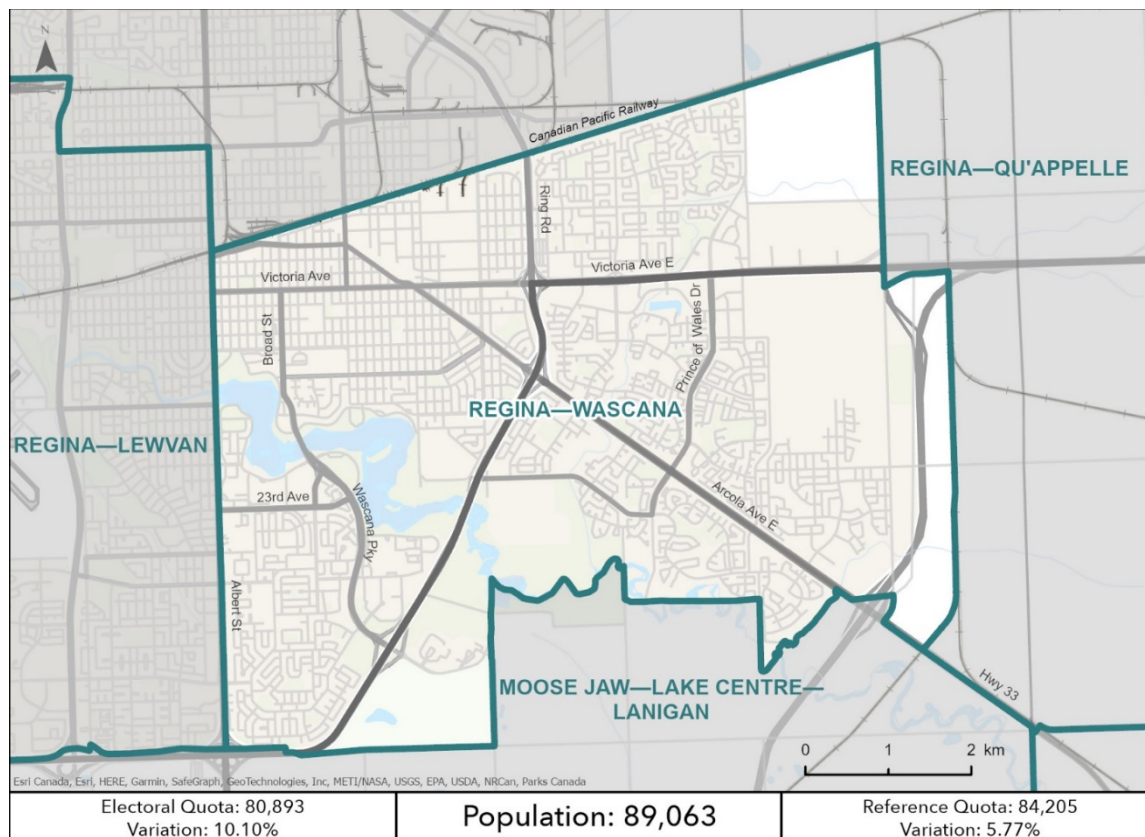 N
Canadian Pacific Railway
REGINA—QU'APPELLE
Ring Rd
Victoria Ave
Victoria Ave E
Broad St
Prince of Wales Dr
REGINA—WASCANA
REGINA—LEWVAN
23rd Ave
Wascana Pky
Arcola Ave E
Albert St
MOOSE JAW—LAKE CENTRE—
LANIGAN
Hwy 33
0 1 2 km
Esri Canada, Esri, HERE, Garmin, SafeGraph, GeoTechnologies, Inc, METI/NASA, USGS, EPA, USDA, NRCan, Parks Canada
Electoral Quota: 80,893
Variation: 10.10%
Population: 89,063
Reference Quota: 84,205
Variation: 5.77%